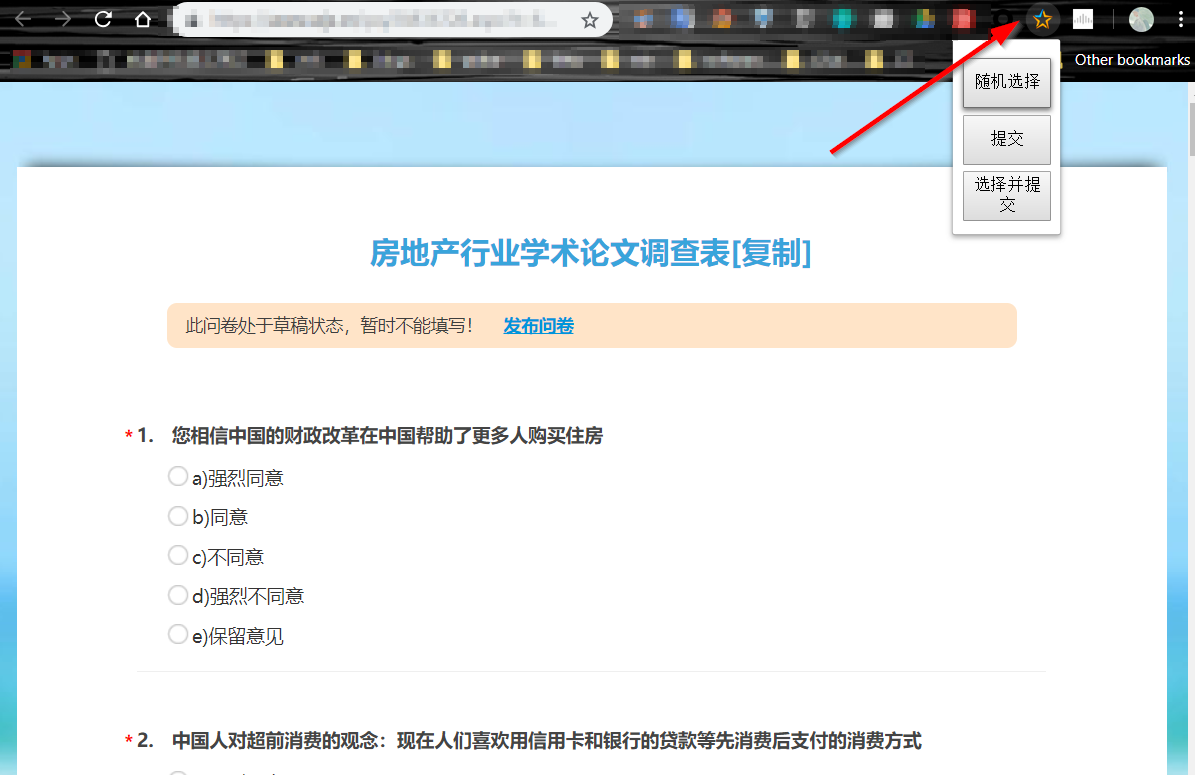 Other bookmarks
随机选择
提交
选择并提
交
房地产行业学术论文调查表[复制]
此问卷处于草稿状态，暂时不能填写！ 发布问卷
* 1. 您相信中国的财政改革在中国帮助了更多人购买住房
a)强烈同意
b)同意
c)不同意
d)强烈不同意
e)保留意见
* 2. 中国人对超前消费的观念：现在人们喜欢用信用卡和银行的贷款等先消费后支付的消费方式